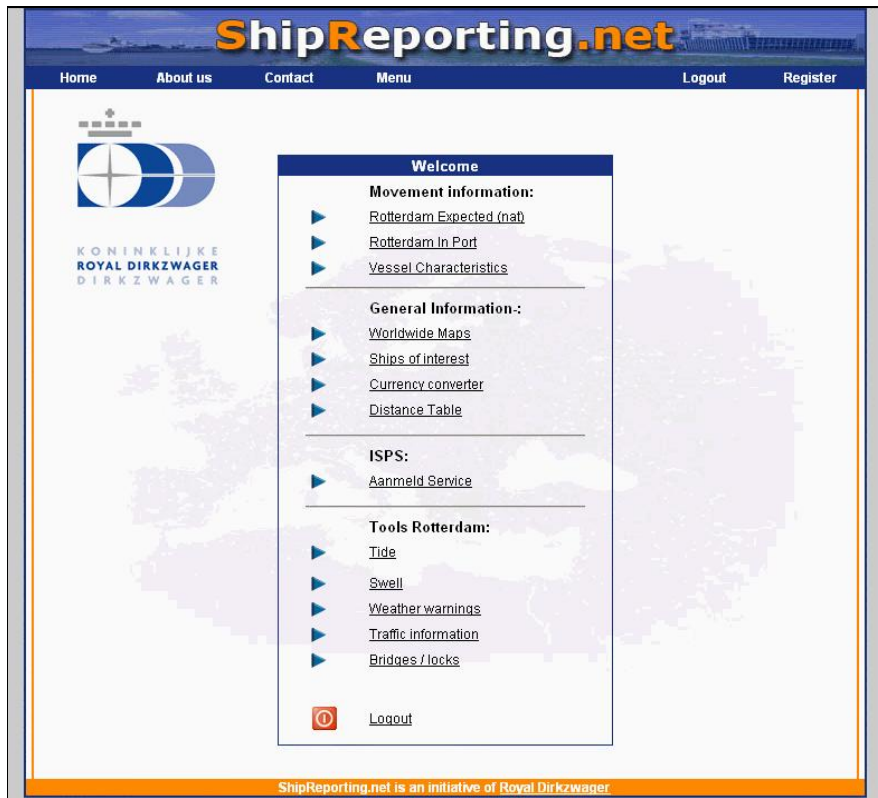 ShipReporting.net
Home About us Contact Menu Logout Register
KONINKLIJKE
ROYAL DIRKZWAGER
DIRKZWAGER
Welcome
Movement information:
Rotterdam Expected (nat)
Rotterdam In Port
Vessel Characteristics
General Information-:
Worldwide Maps
Ships of interest
Currency converter
Distance Table
ISPS:
Aanmeld Service
Tools Rotterdam:
Tide
Swell
Weather warnings
Traffic information
Bridges / locks
Logout
ShipReporting.net is an initiative of Royal Dirkzwager